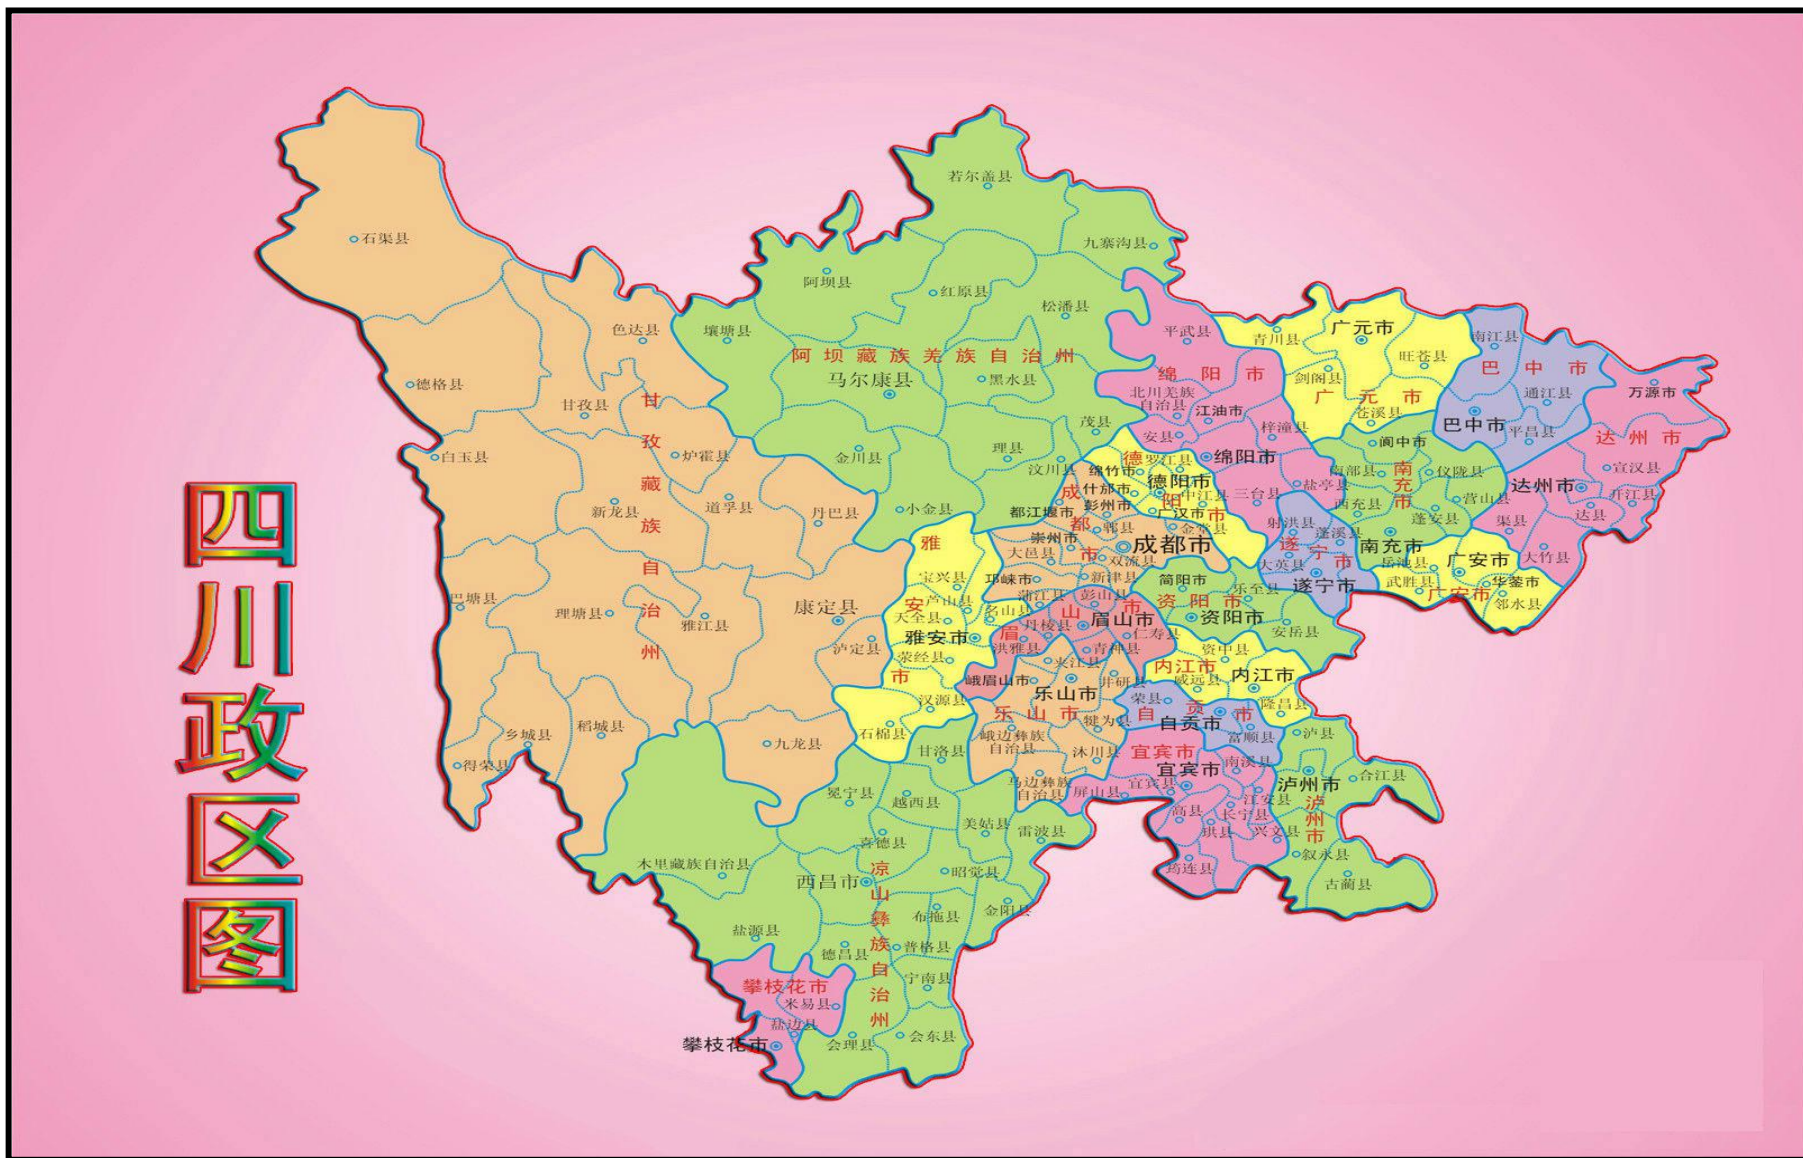 四川政区图
石渠县
德格县
色达县
甘孜县
白玉县
炉霍县
新龙县
道孚县
丹巴县
巴塘县
理塘县
雅江县
康定县
泸定县
乡城县
稻城县
得荣县
九龙县
甘孜藏族自治州
若尔盖县
九寨沟县
阿坝县
红原县
松潘县
壤塘县
阿坝藏族羌族自治州
马尔康县
黑水县
茂县
金川县
理县
汶川县
小金县
平武县
绵阳市
北川羌族
自治县
江油市
安县
梓潼县
绵阳市
三台县
盐亭县
青川县
广元市
旺苍县
剑阁县
广元市
苍溪县
南江县
巴中市
通江县
巴中市
平昌县
万源市
达州市
宣汉县
达州市
开江县
达县
渠县
大竹县
阆中市
南部县
南充市
仪陇县
西充县
营山县
蓬安县
南充市
德阳市
罗江县
绵竹市
德阳市
什邡市
中江县
广汉市
成都市
彭州市
都江堰市
郫县
金堂县
崇州市
成都市
大邑县
双流县
邛崃市
新津县
蒲江县
射洪县
蓬溪县
遂宁市
大英县
遂宁市
岳池县
广安市
武胜县
华蓥市
广安市
邻水县
雅安市
宝兴县
芦山县
天全县
名山县
雅安市
荥经县
汉源县
石棉县
简阳市
乐至县
资阳市
资阳市
安岳县
彭山县
眉山市
丹棱县
眉山市
仁寿县
洪雅县
青神县
资中县
内江市
威远县
内江市
隆昌县
夹江县
峨眉山市
井研县
乐山市
乐山市
犍为县
峨边彝族
自治县
沐川县
马边彝族
自治县
荣县
自贡市
自贡市
富顺县
宜宾市
宜宾市
南溪县
宜宾县
屏山县
江安县
高县
长宁县
珙县
兴文县
筠连县
泸县
泸州市
合江县
泸州市
叙永县
古蔺县
甘洛县
冕宁县
越西县
美姑县
雷波县
喜德县
木里藏族自治县
凉山彝族自治州
西昌市
昭觉县
布拖县
金阳县
盐源县
德昌县
普格县
宁南县
会理县
会东县
攀枝花市
米易县
盐边县
攀枝花市